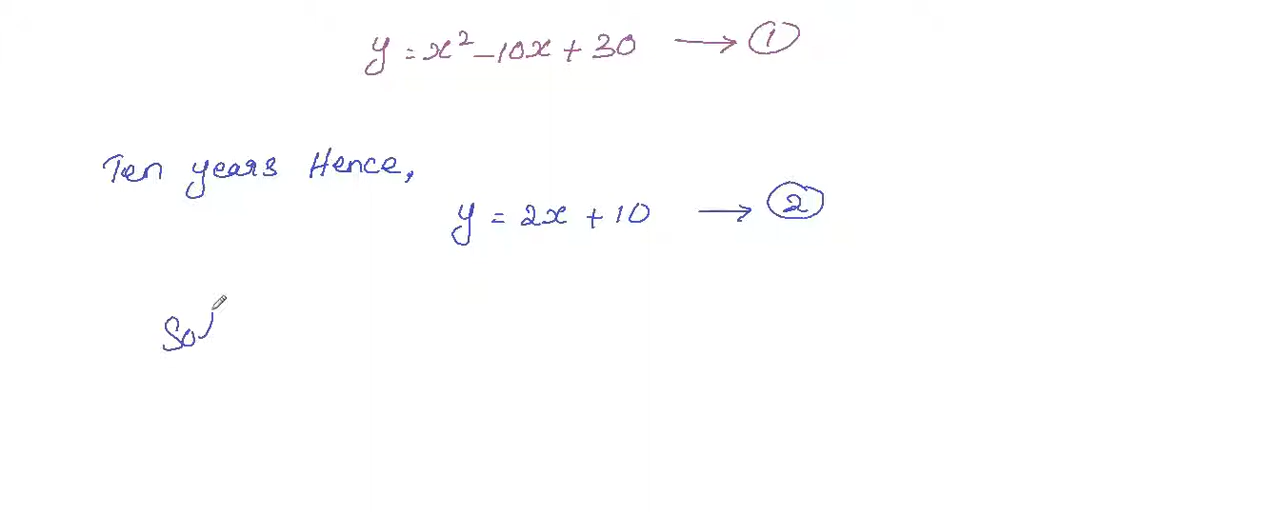 y = x² - 10x + 30 → ①
Ten years Hence,
y = 2x + 10 → ②
Sol